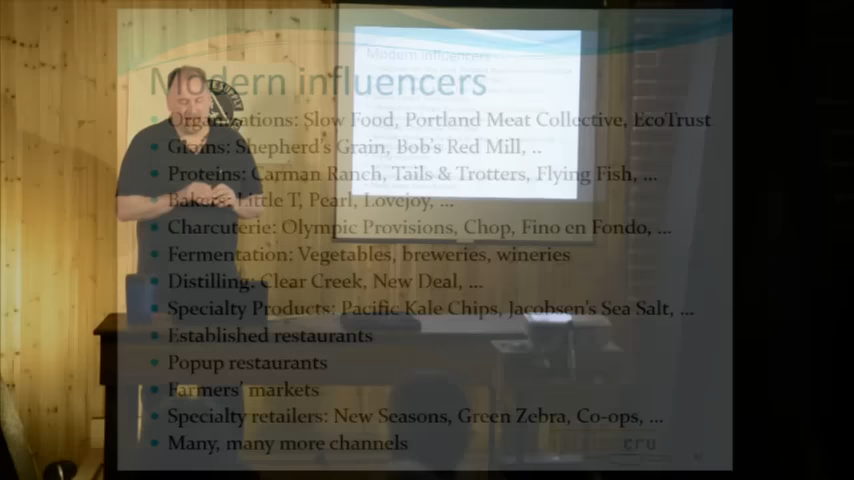 Modern influencers
Modern influencers
Organizations: Slow Food, Portland Meat Collective, EcoTrust
Grains: Shepherd's Grain, Bob's Red Mill, ..
Proteins: Carman Ranch, Tails & Trotters, Flying Fish, ...
Bakers: Little T, Pearl, Lovejoy, ...
Charcuterie: Olympic Provisions, Chop, Fino en Fondo, ...
Fermentation: Vegetables, breweries, wineries
Distilling: Clear Creek, New Deal, ...
Specialty Products: Pacific Kale Chips, Jacobsen's Sea Salt, ...
Established restaurants
Popup restaurants
Farmers' markets
Specialty retailers: New Seasons, Green Zebra, Co-ops, ...
Many, many more channels
cru